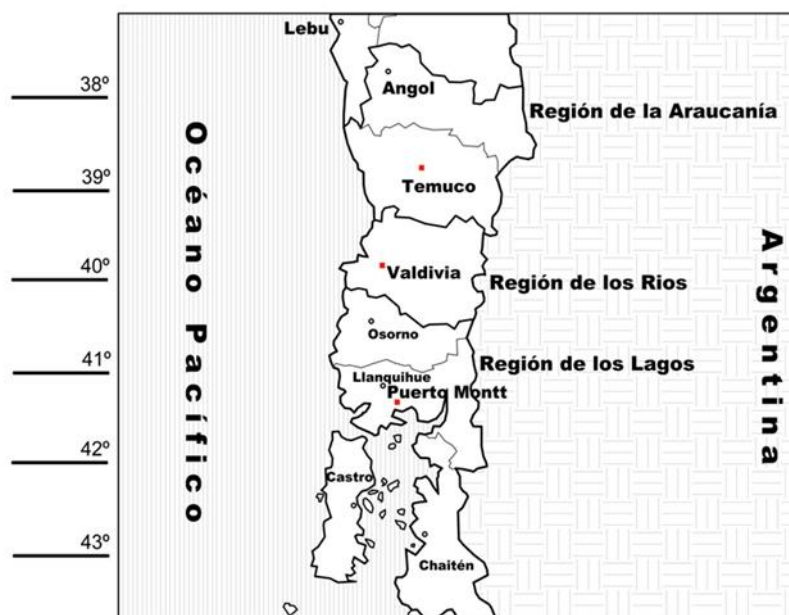 Lebu
Angol
38º
Región de la Araucanía
Temuco
39º
Océano Pacífico
Argentina
Valdivia
40º
Región de los Rios
Osorno
41º
Región de los Lagos
Llanquihue
Puerto Montt
42º
Castro
43º
Chaitén